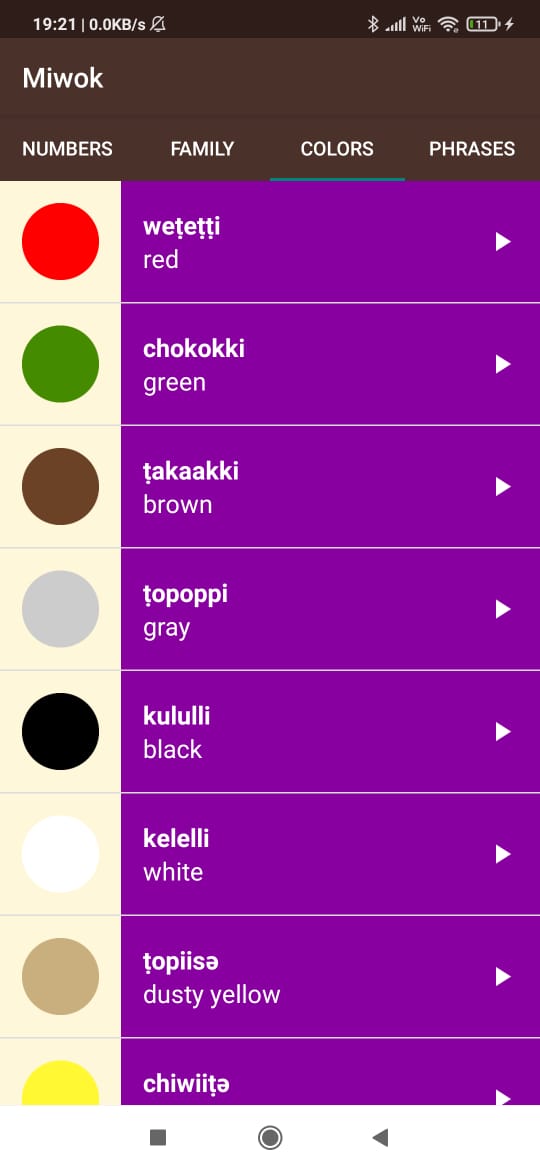 19:21 | 0.0KB/s
Vo WiFi 11
Miwok
NUMBERS FAMILY COLORS PHRASES
weṭeṭṭi
red
chokokki
green
ṭakaakki
brown
ṭopoppi
gray
kululli
black
kelelli
white
ṭopiisә
dusty yellow
chiwiiṭә